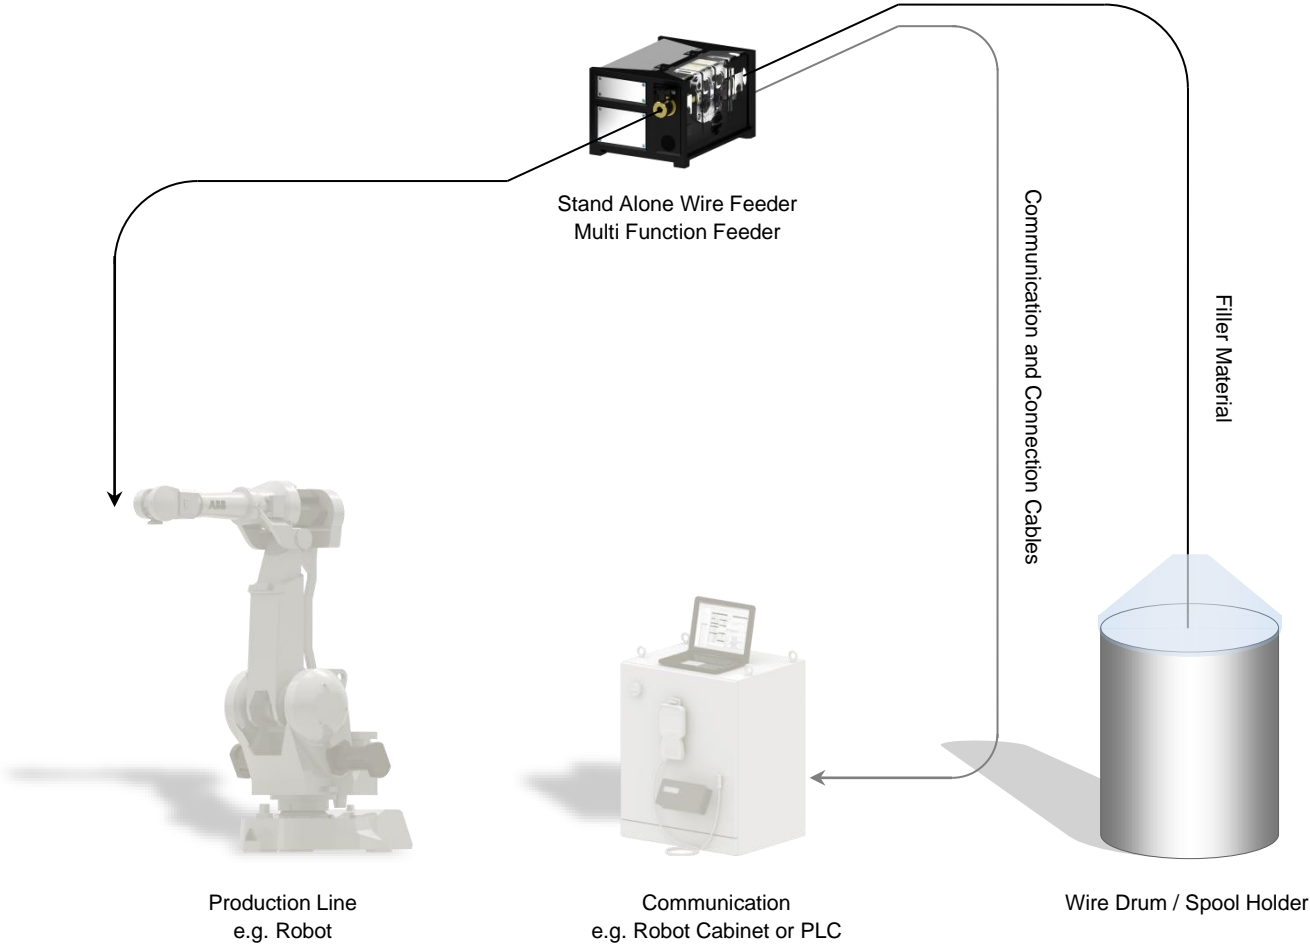 Stand Alone Wire Feeder
Multi Function Feeder
Communication and Connection Cables
Filler Material
ABB
Production Line
e.g. Robot
Communication
e.g. Robot Cabinet or PLC
Wire Drum / Spool Holder